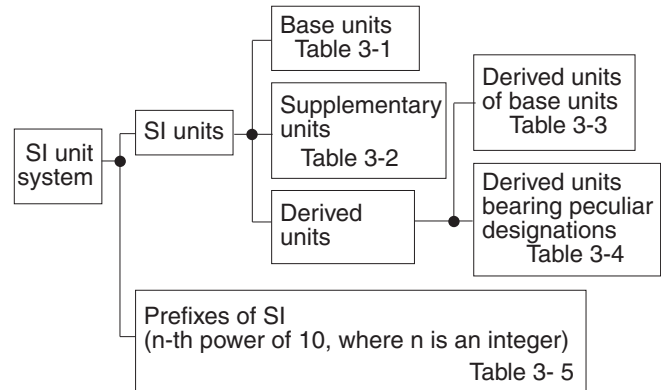 SI unit
system
SI units
Base units
Table 3-1
Supplementary
units
Table 3-2
Derived
units
Derived units
of base units
Table 3-3
Derived units
bearing peculiar
designations
Table 3-4
Prefixes of SI
(n-th power of 10, where n is an integer)
Table 3- 5